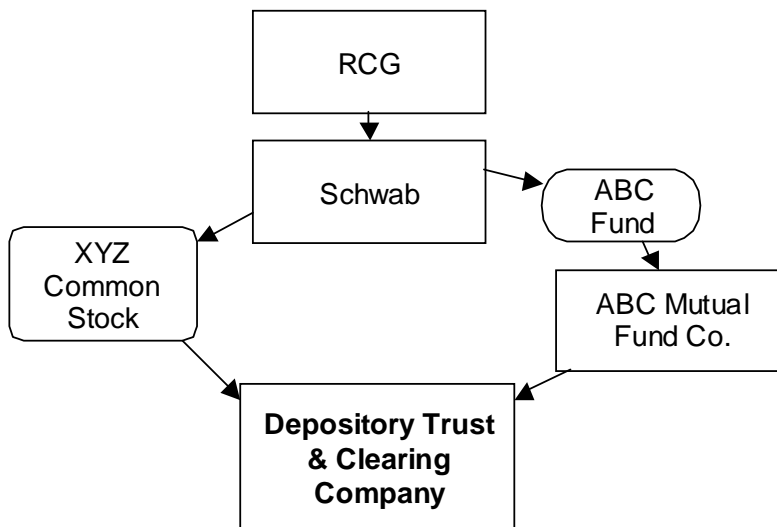 RCG
Schwab
ABC
Fund
XYZ
Common
Stock
ABC Mutual
Fund Co.
Depository Trust
& Clearing
Company